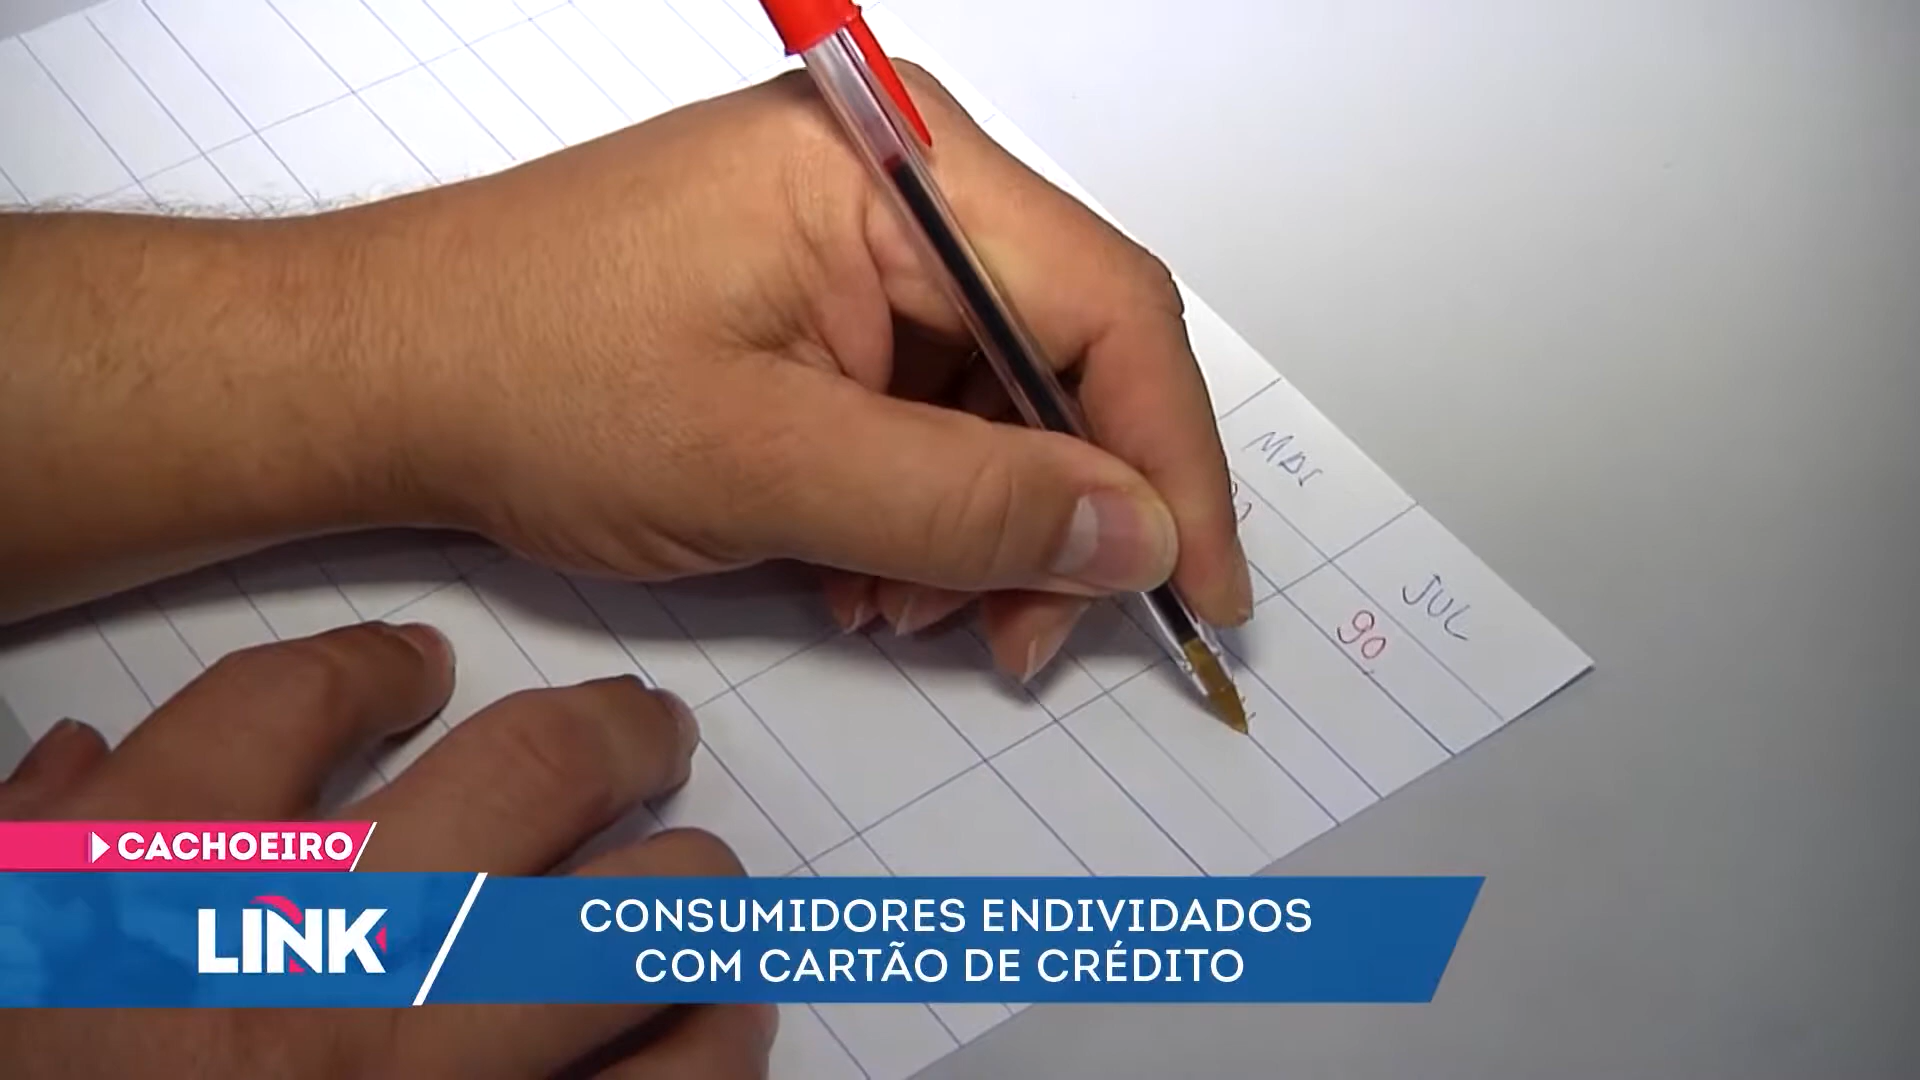 MAI
JUL
90
CACHOEIRO
LINK
CONSUMIDORES ENDIVIDADOS
COM CARTÃO DE CRÉDITO